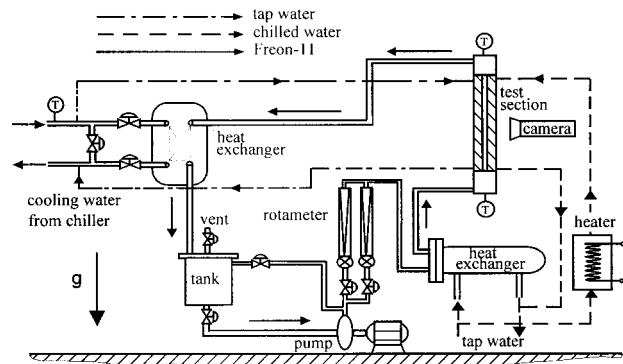 tap water
chilled water
Freon-11
T
T
test
section
camera
heat
exchanger
cooling water
from chiller
vent
rotameter
T
heater
g
tank
heat
exchanger
pump
tap water